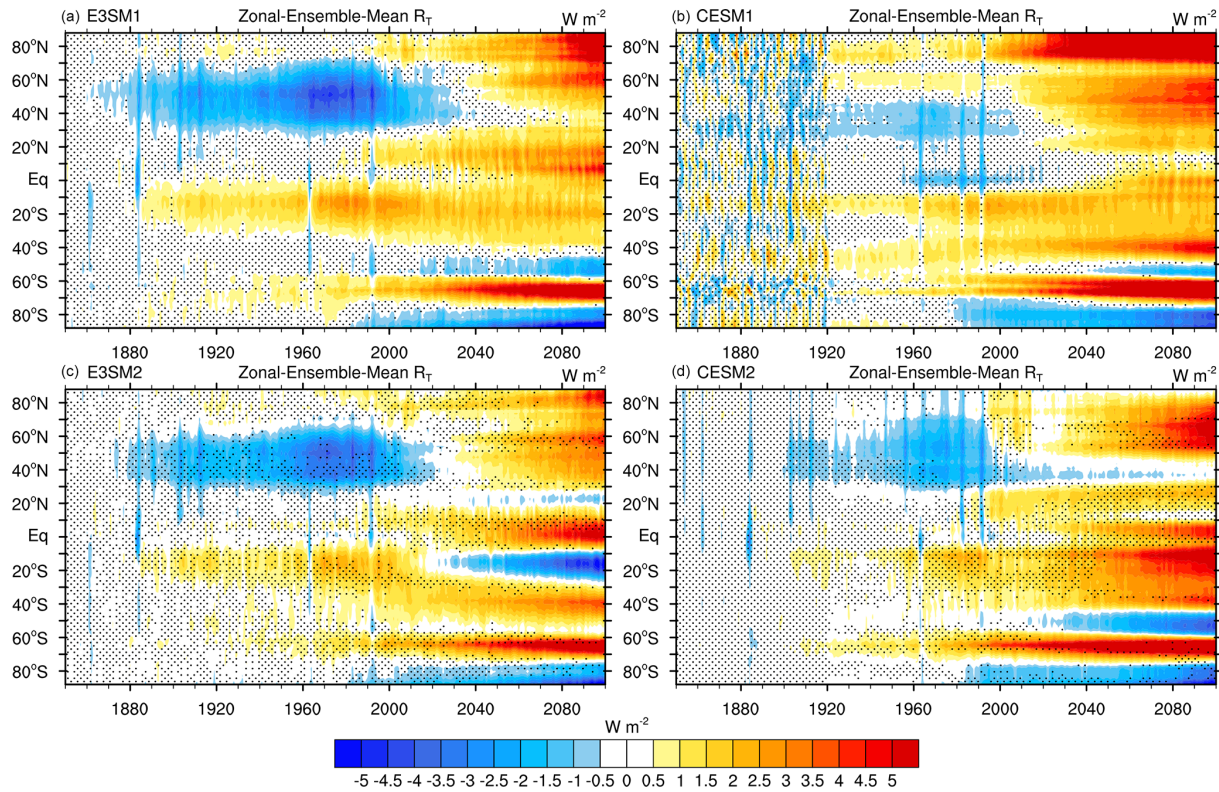 (a) E3SM1 Zonal-Ensemble-Mean R_T W m⁻²
80°N
60°N
40°N
20°N
Eq
20°S
40°S
60°S
80°S
1880 1920 1960 2000 2040 2080
(b) CESM1 Zonal-Ensemble-Mean R_T W m⁻²
80°N
60°N
40°N
20°N
Eq
20°S
40°S
60°S
80°S
1880 1920 1960 2000 2040 2080
(c) E3SM2 Zonal-Ensemble-Mean R_T W m⁻²
80°N
60°N
40°N
20°N
Eq
20°S
40°S
60°S
80°S
1880 1920 1960 2000 2040 2080
(d) CESM2 Zonal-Ensemble-Mean R_T W m⁻²
80°N
60°N
40°N
20°N
Eq
20°S
40°S
60°S
80°S
1880 1920 1960 2000 2040 2080
W m⁻²
-5 -4.5 -4 -3.5 -3 -2.5 -2 -1.5 -1 -0.5 0 0.5 1 1.5 2 2.5 3 3.5 4 4.5 5